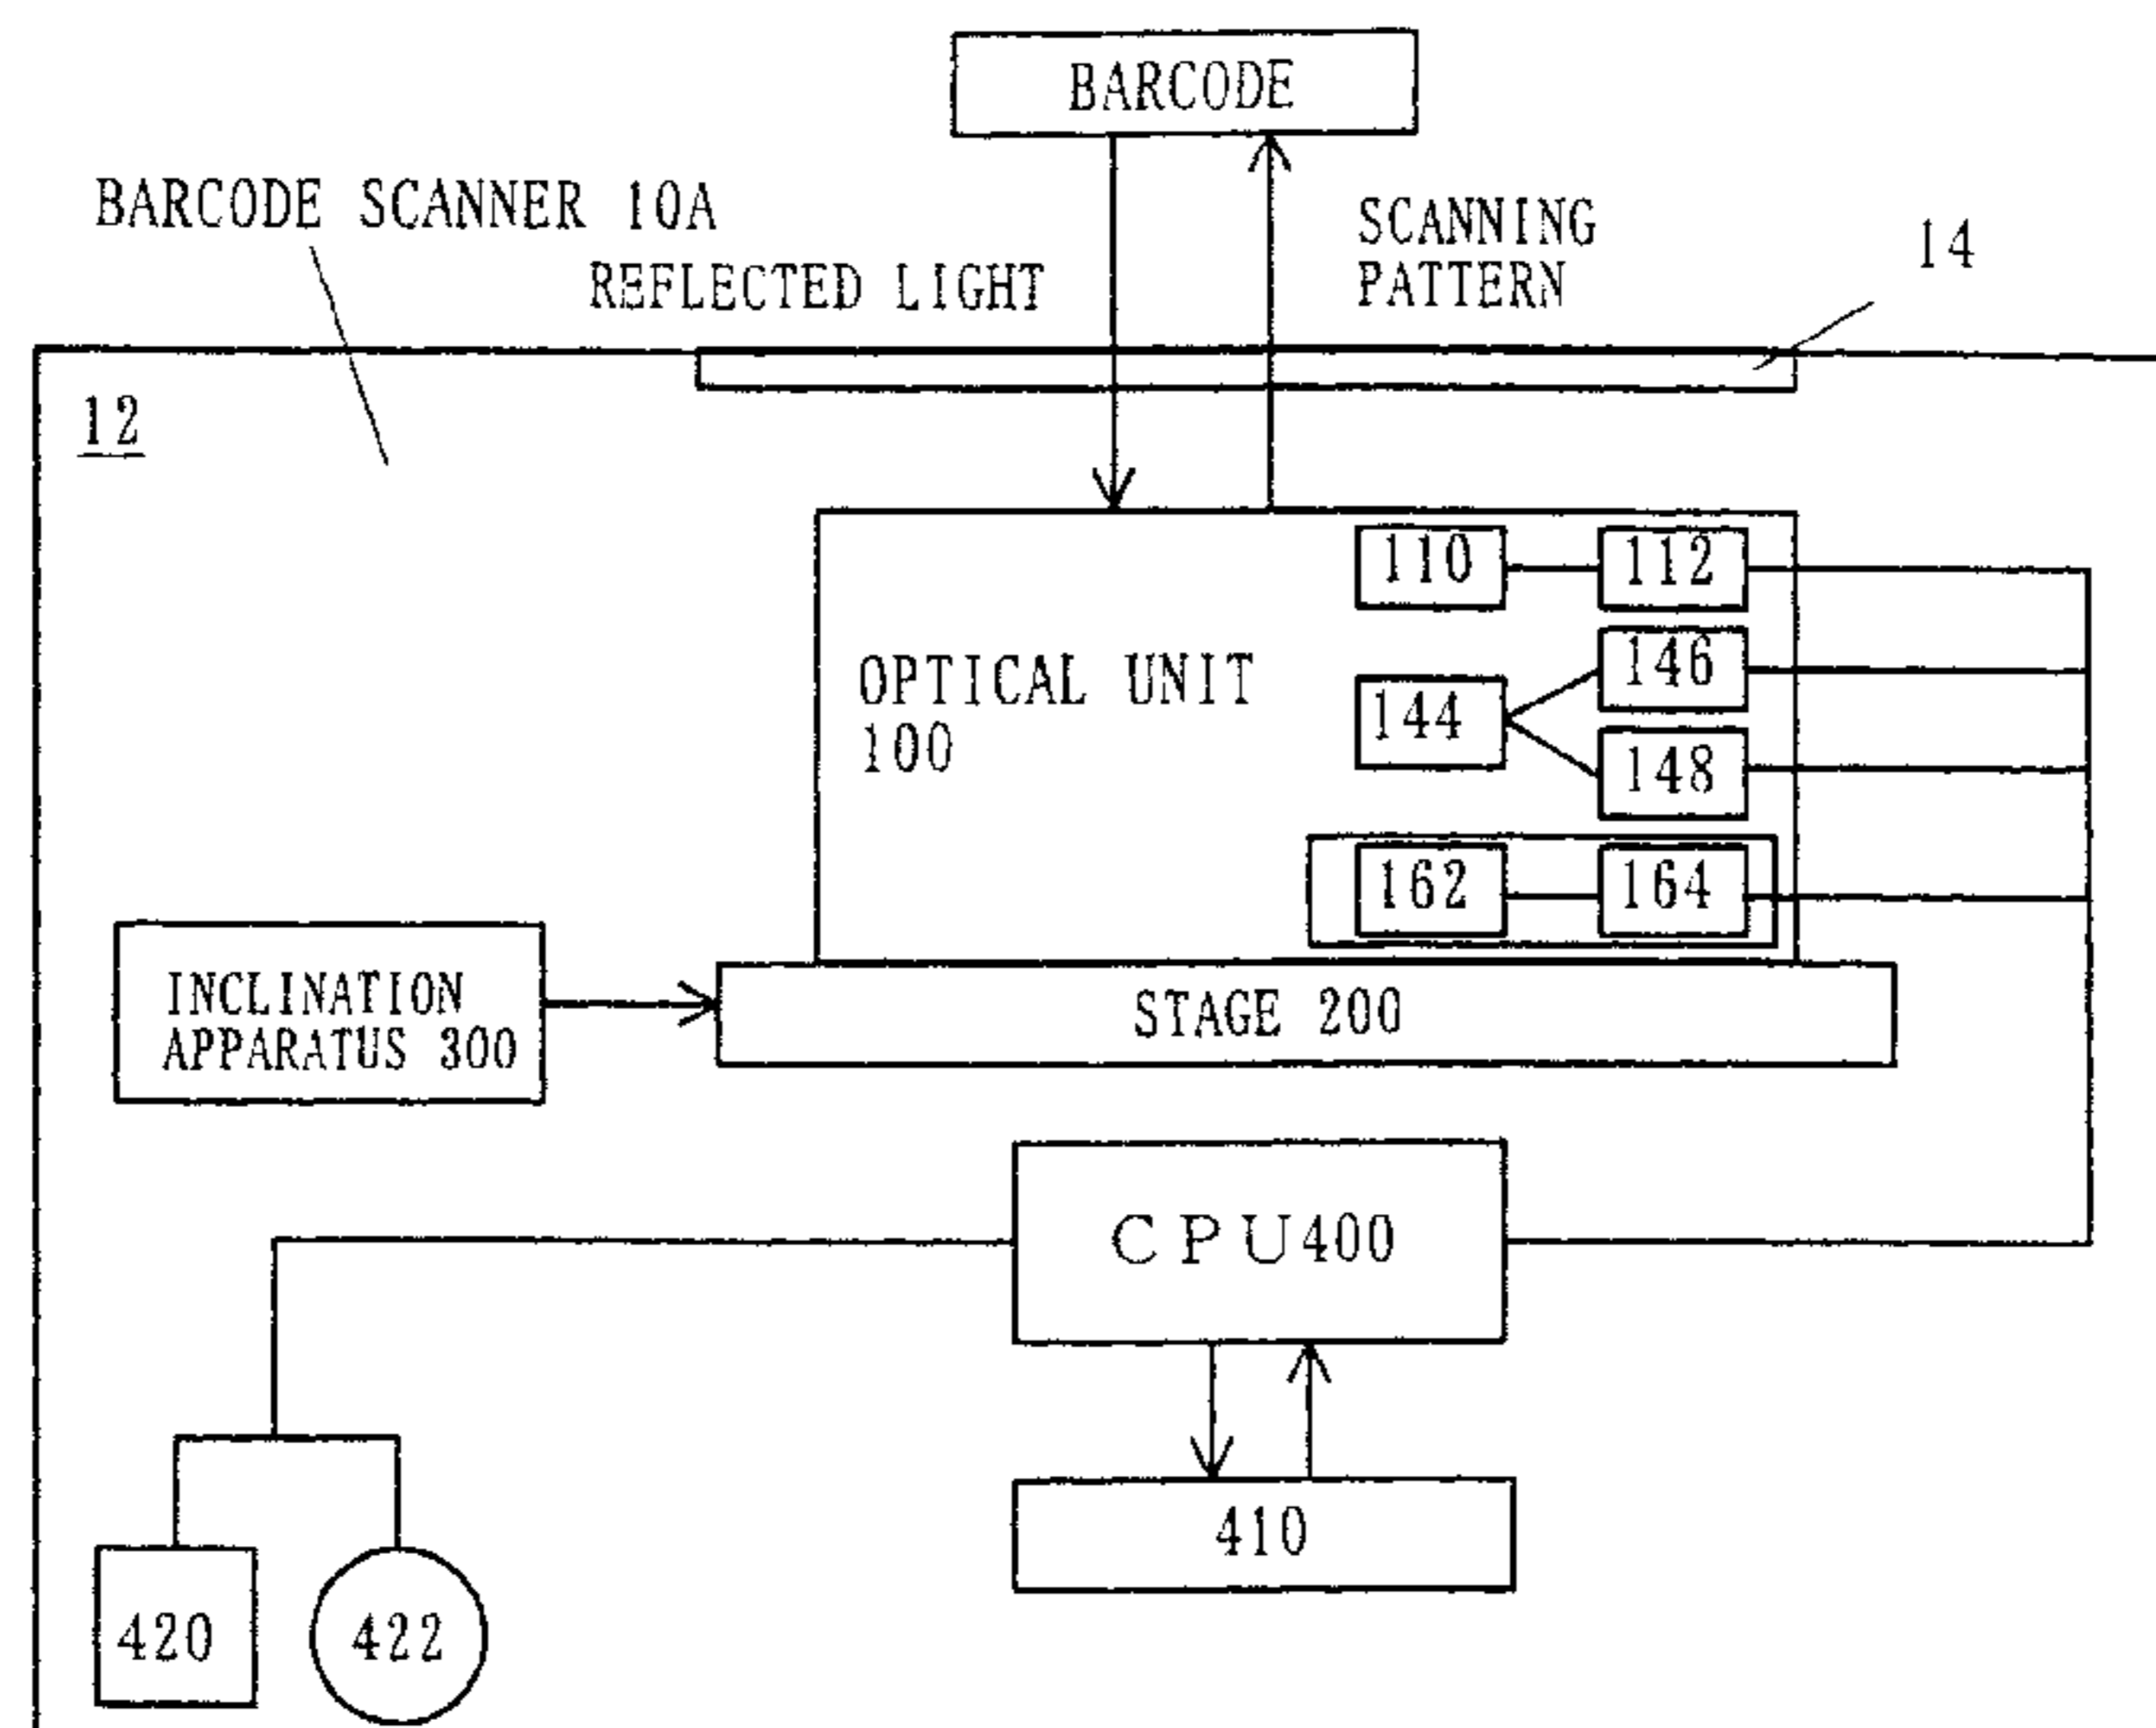 BARCODE
BARCODE SCANNER 10A
REFLECTED LIGHT
SCANNING
PATTERN
14
12
110
112
OPTICAL UNIT
100
144
146
148
162
164
INCLINATION
APPARATUS 300
STAGE 200
CPU400
410
420
422